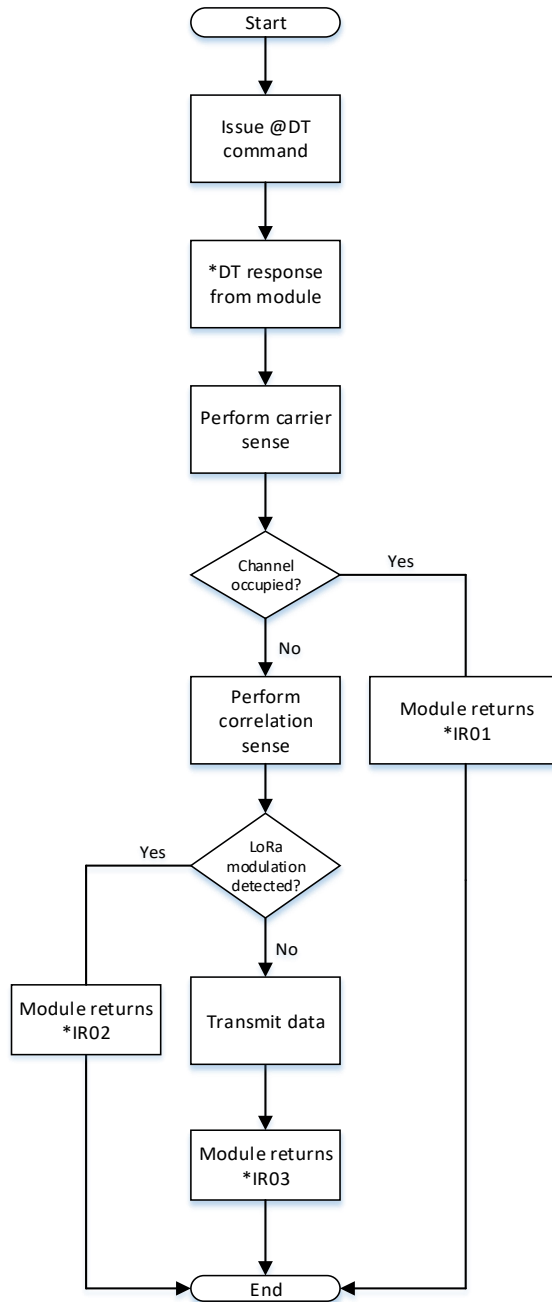 Start
Issue @DT
command
*DT response
from module
Perform carrier
sense
Channel
occupied?
Yes
No
Perform
correlation
sense
Module returns
*IR01
LoRa
modulation
detected?
Yes
No
Module returns
*IR02
Transmit data
Module returns
*IR03
End